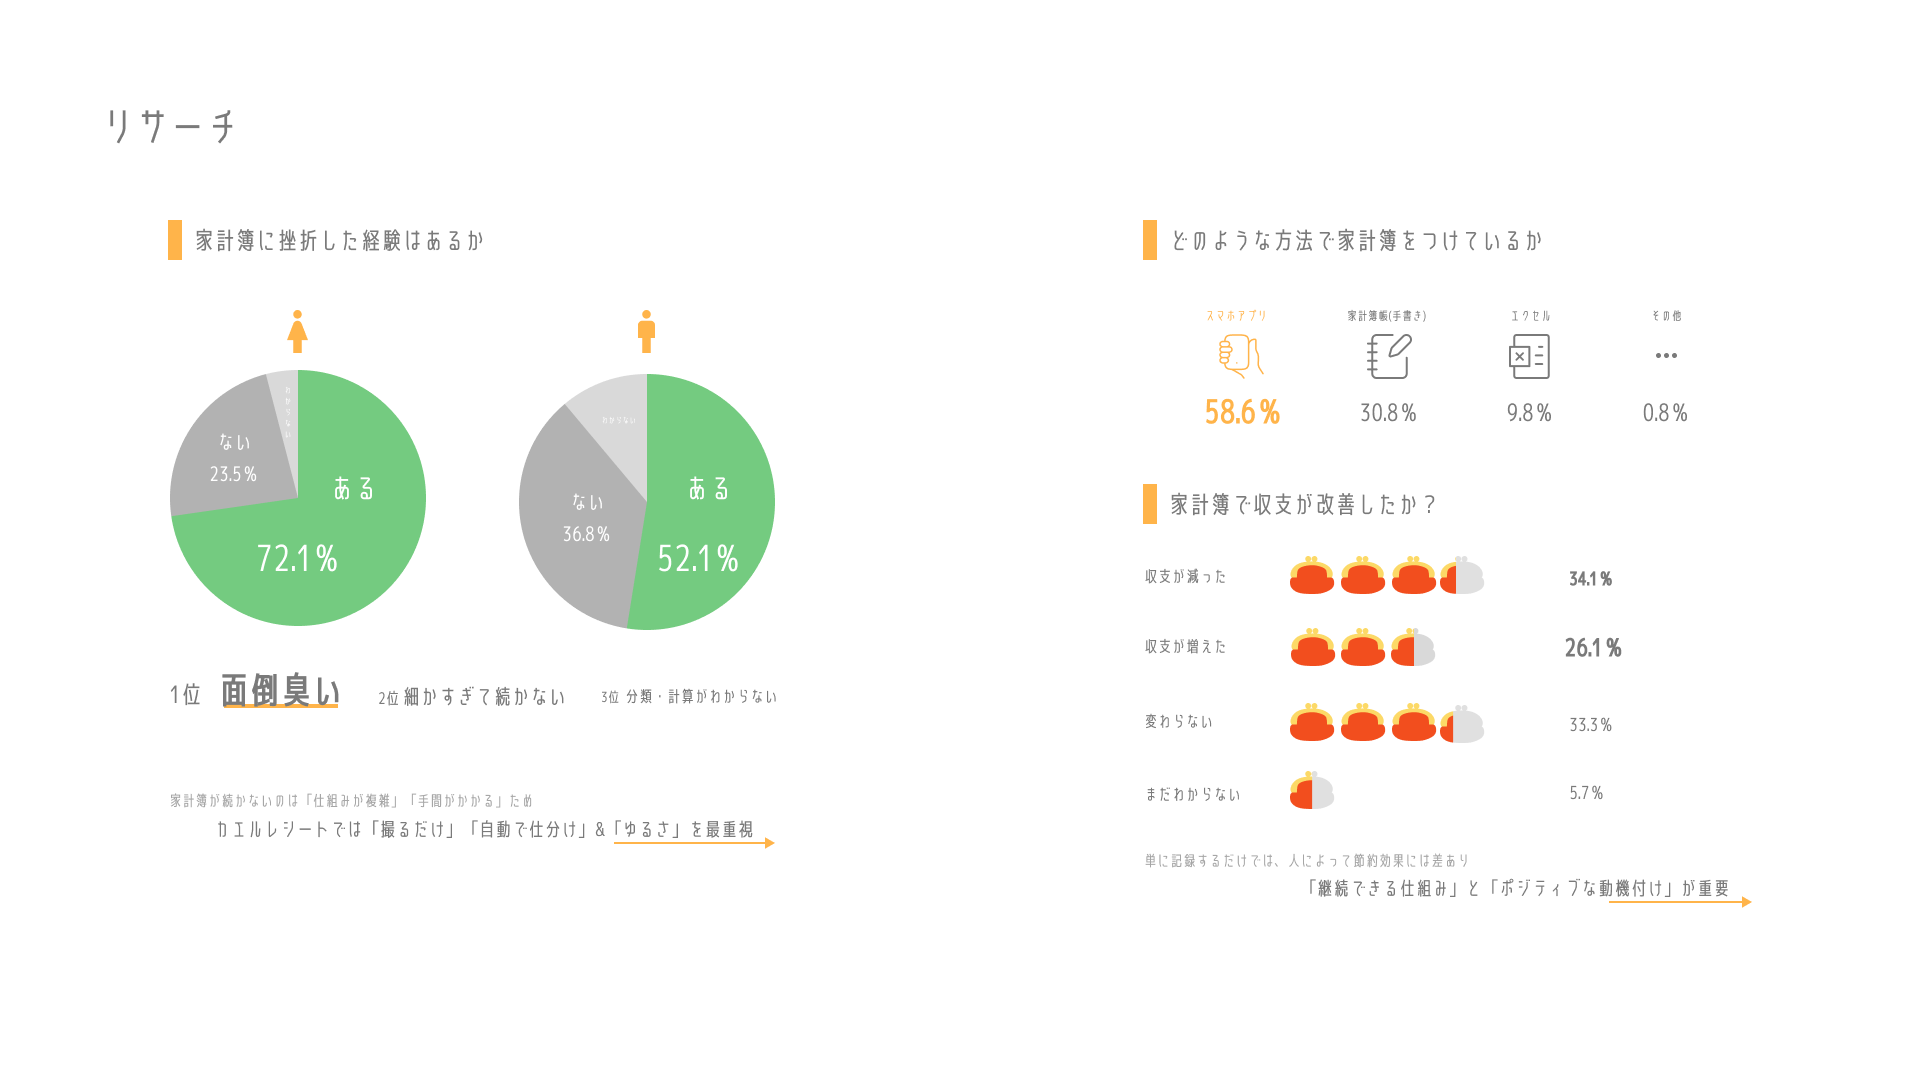 リサーチ
家計簿に挫折した経験はあるか
わからない
ない
23.5%
ある
72.1%
わからない
ない
36.8%
ある
52.1%
1位 面倒臭い 2位 細かすぎて続かない 3位 分類・計算がわからない
家計簿が続かないのは「仕組みが複雑」「手間がかかる」ため
カエルレシートでは「撮るだけ」「自動で仕分け」&「ゆるさ」を最重視
どのような方法で家計簿をつけているか
スマホアプリ 家計簿帳(手書き) エクセル その他
58.6% 30.8% 9.8% 0.8%
家計簿で収支が改善したか？
収支が減った 34.1%
収支が増えた 26.1%
変わらない 33.3%
まだわからない 5.7%
単に記録するだけでは、人によって節約効果には差あり
「継続できる仕組み」と「ポジティブな動機付け」が重要